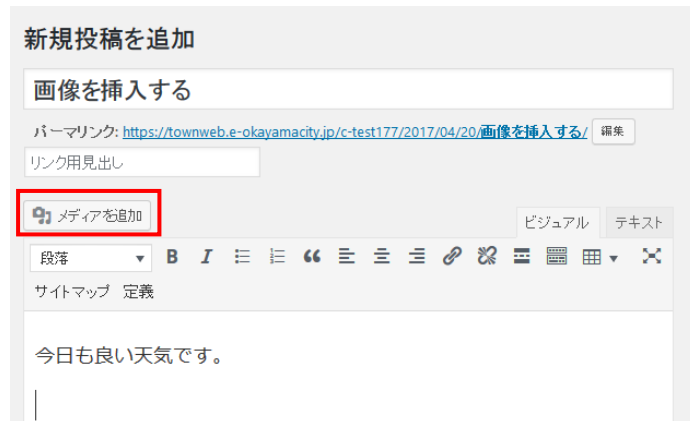 新規投稿を追加
画像を挿入する
パーマリンク: https://townweb.e-okayamacity.jp/c-test177/2017/04/20/画像を挿入する/ 編集
リンク用見出し
メディアを追加
ビジュアル テキスト
段落 B I
サイトマップ 定義
今日も良い天気です。